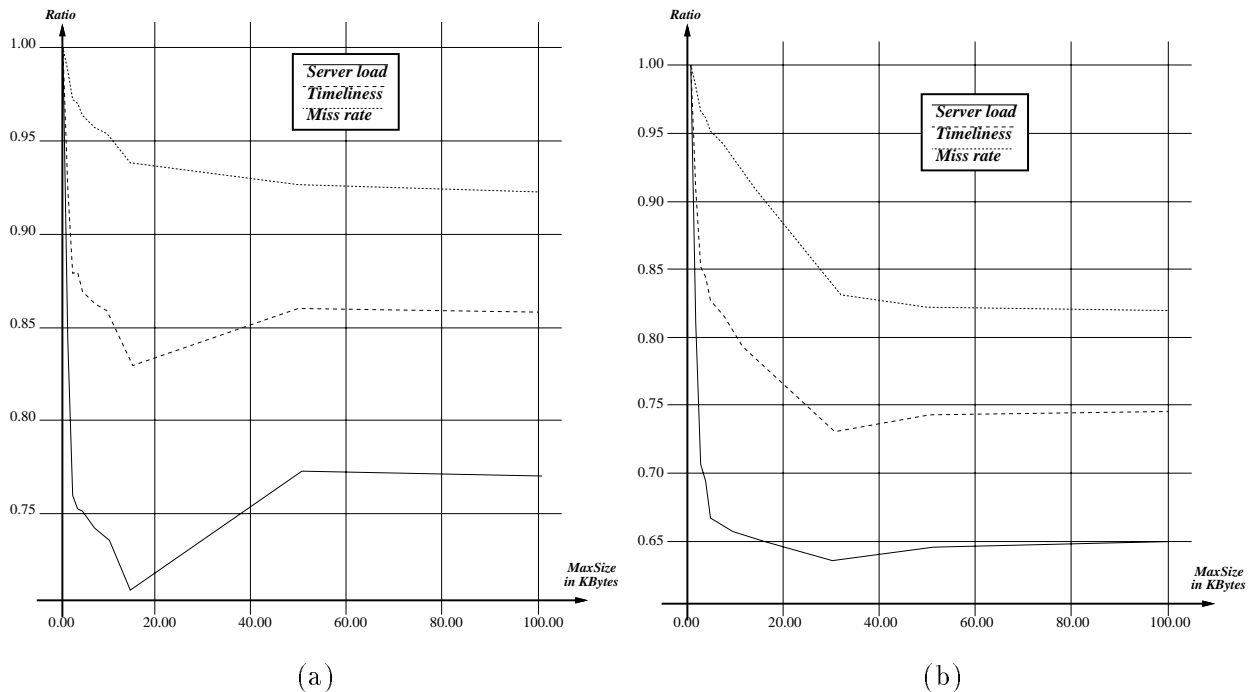 Ratio
1.00
0.95
0.90
0.85
0.80
0.75
Server load
Timeliness
Miss rate
MaxSize
in KBytes
0.00 20.00 40.00 60.00 80.00 100.00
(a)
Ratio
1.00
0.95
0.90
0.85
0.80
0.75
0.70
0.65
Server load
Timeliness
Miss rate
MaxSize
in KBytes
0.00 20.00 40.00 60.00 80.00 100.00
(b)